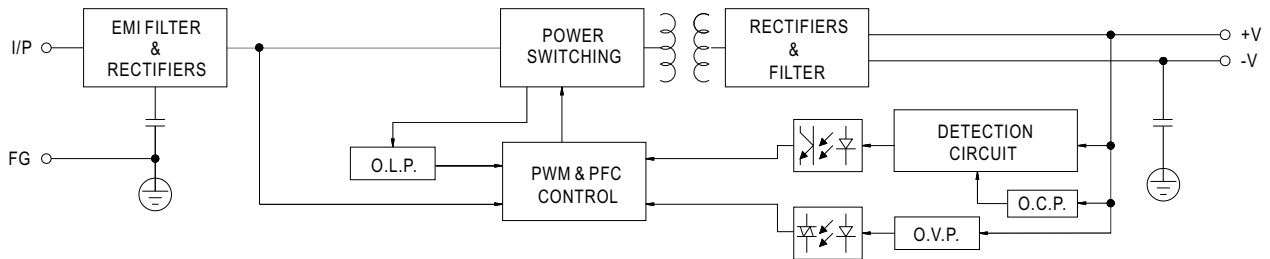 I/P
EMI FILTER
&
RECTIFIERS
POWER
SWITCHING
RECTIFIERS
&
FILTER
+V
-V
FG
O.L.P.
PWM & PFC
CONTROL
DETECTION
CIRCUIT
O.C.P.
O.V.P.